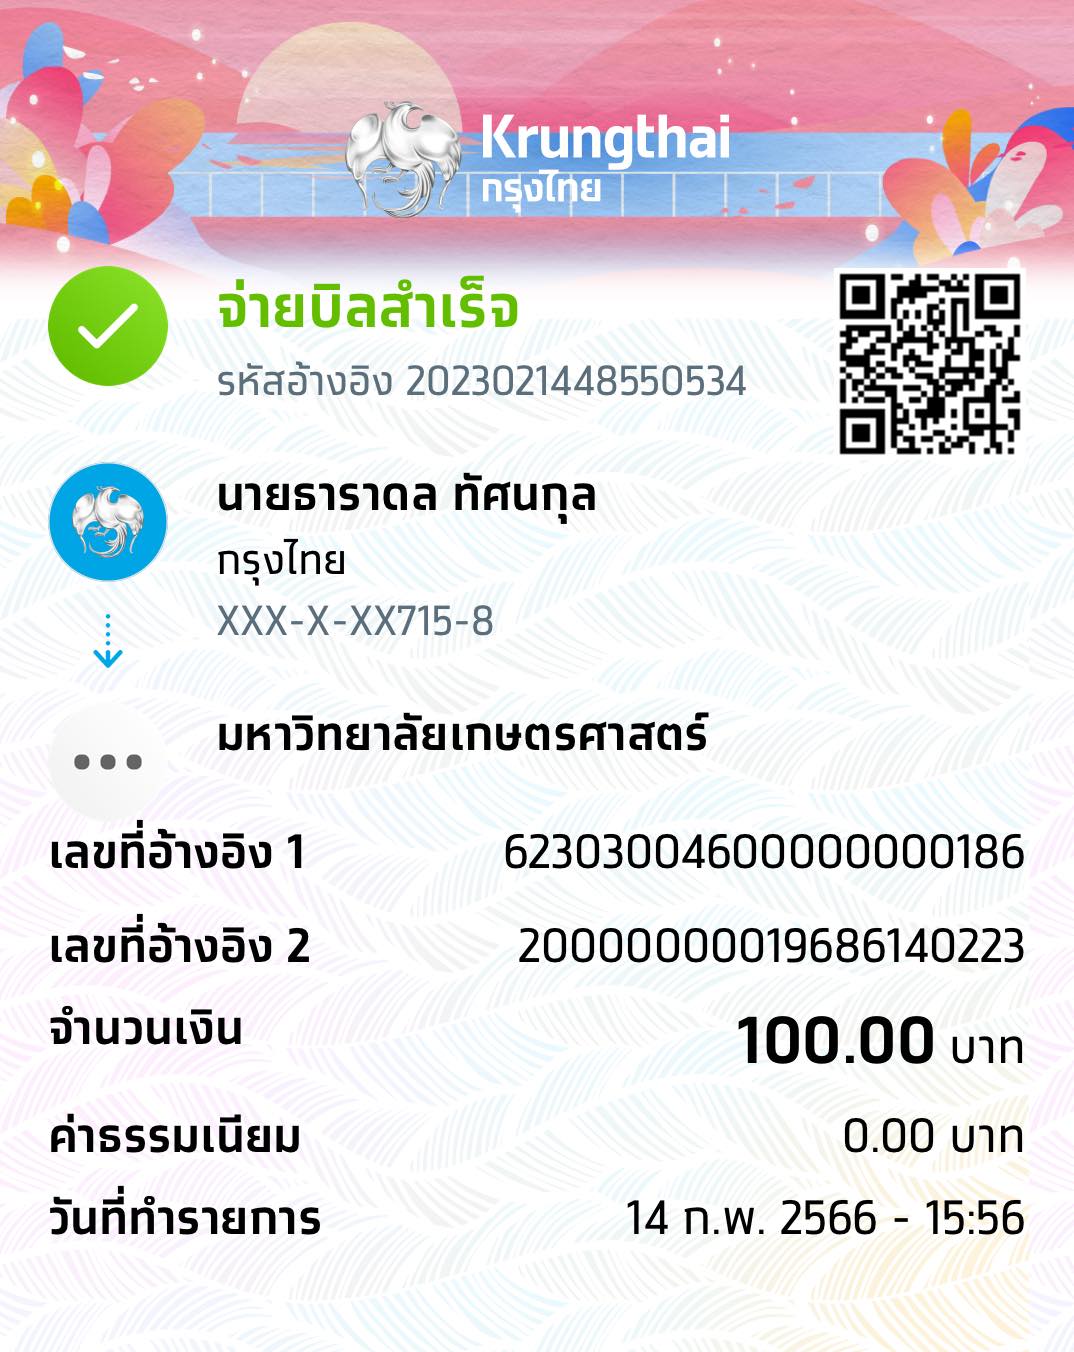 Krungthai
กรุงไทย
จ่ายบิลสำเร็จ
รหัสอ้างอิง 2023021448550534
นายธาราดล ทัศนกุล
กรุงไทย
XXX-X-XX715-8
มหาวิทยาลัยเกษตรศาสตร์
เลขที่อ้างอิง 1 62303004600000000186
เลขที่อ้างอิง 2 20000000019686140223
จำนวนเงิน 100.00 บาท
ค่าธรรมเนียม 0.00 บาท
วันที่ทำรายการ 14 ก.พ. 2566 - 15:56